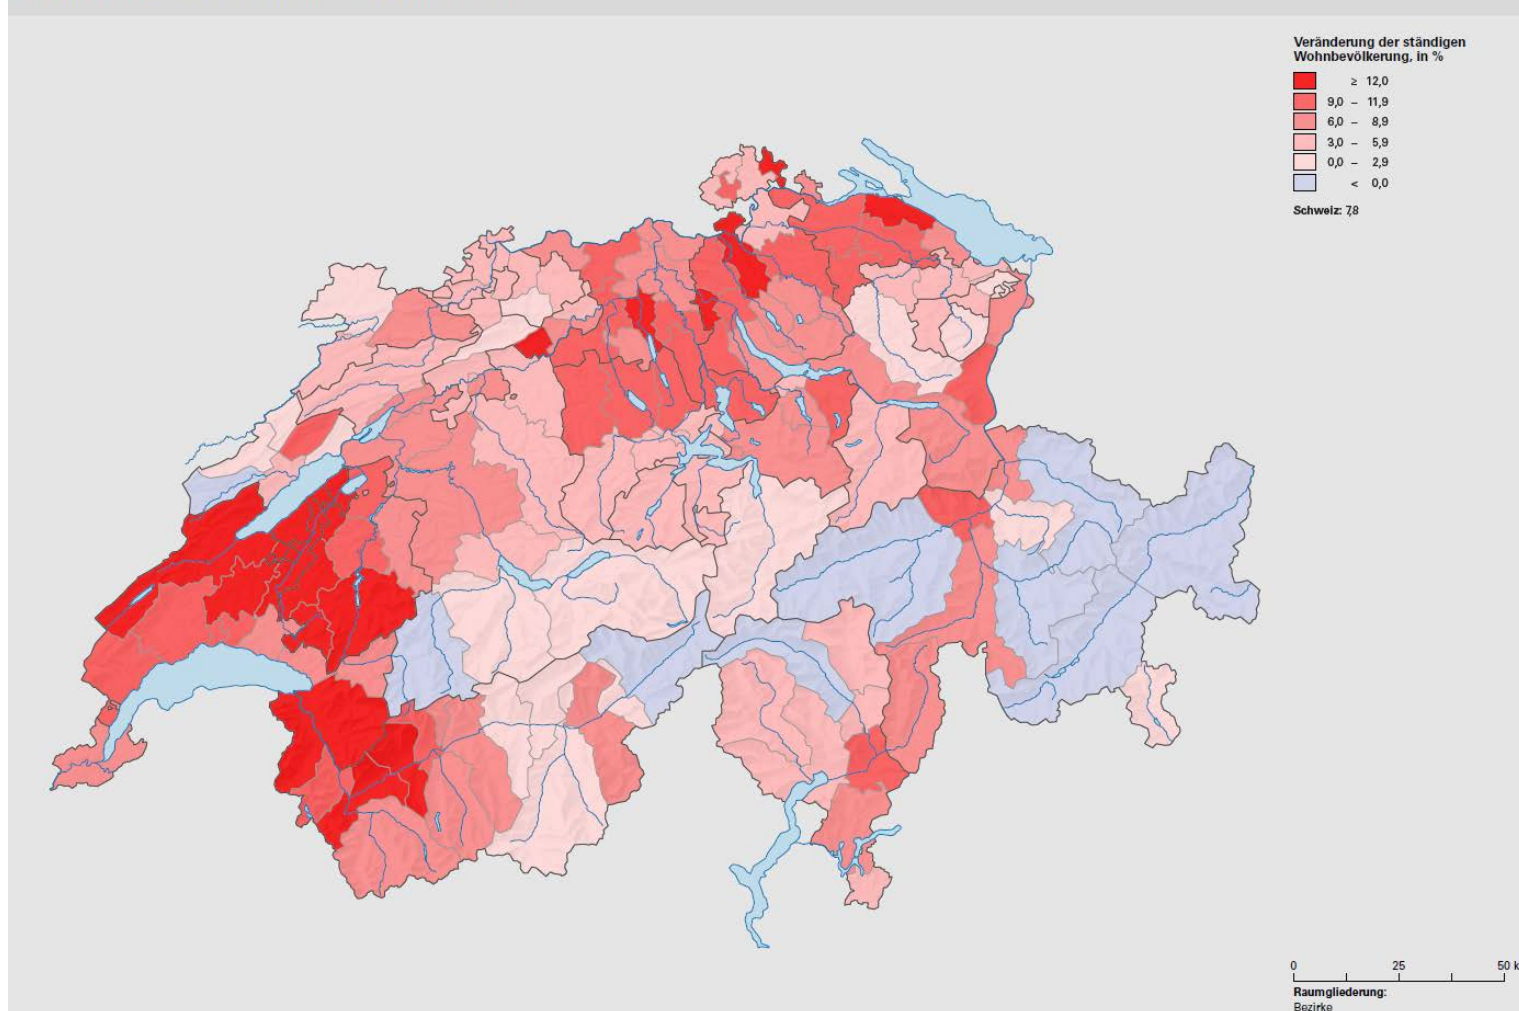 Veränderung der ständigen
Wohnbevölkerung, in %
≥ 12,0
9,0 – 11,9
6,0 – 8,9
3,0 – 5,9
0,0 – 2,9
< 0,0
Schweiz: 7,8
0 25 50 k
Raumgliederung:
Bezirke